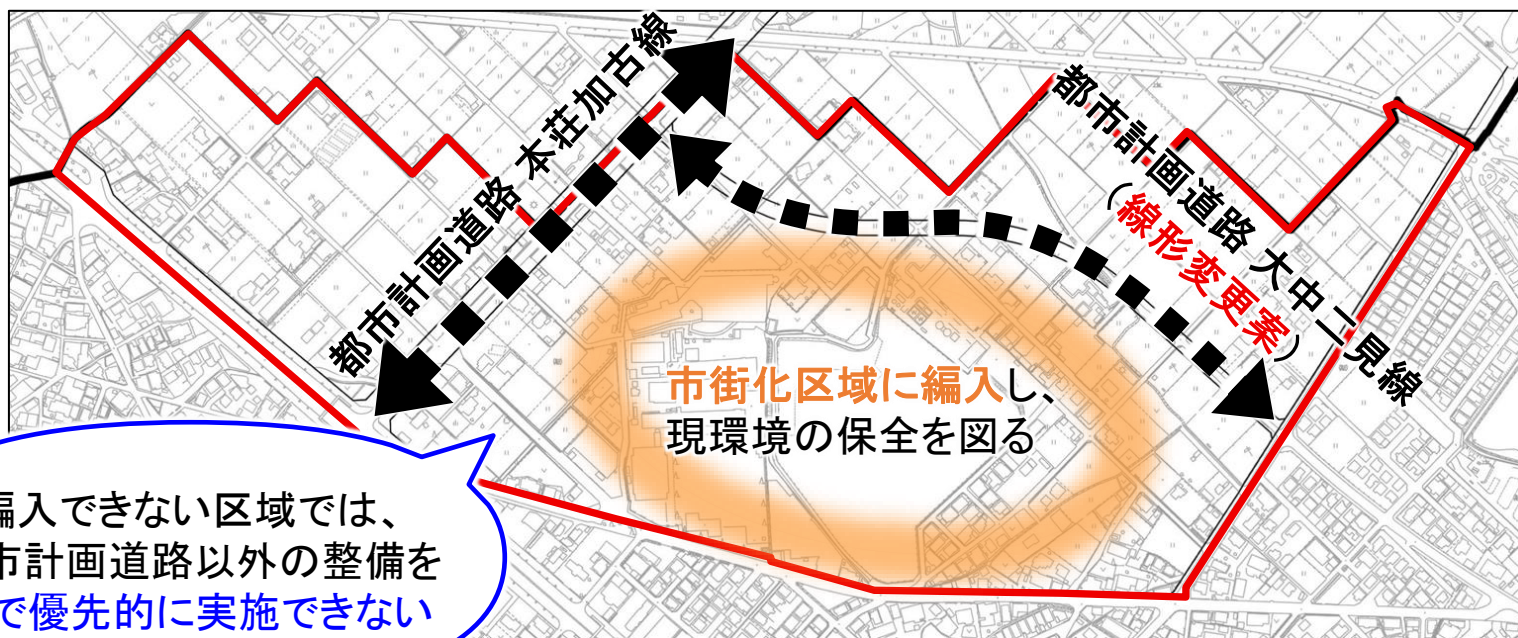 都市計画道路 本荘加古線
都市計画道路 大中二見線
（線形変更案）
市街化区域に編入し、
現環境の保全を図る
編入できない区域では、
市計画道路以外の整備を
で優先的に実施できない